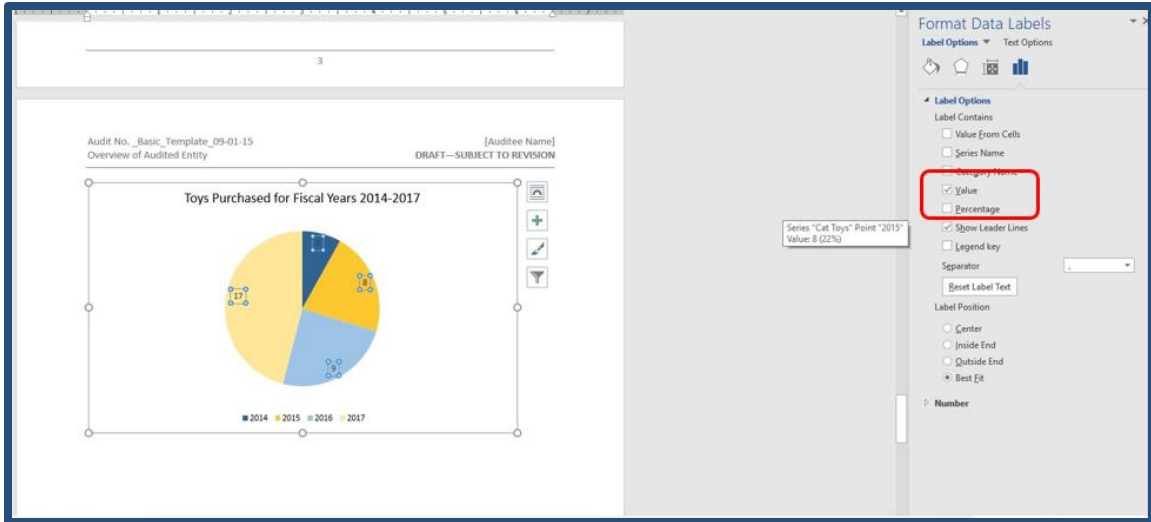 3
Audit No. _Basic_Template_09-01-15 [Auditee Name]
Overview of Audited Entity DRAFT—SUBJECT TO REVISION
Toys Purchased for Fiscal Years 2014-2017
8
17
9
2014 2015 2016 2017
Series "Cat Toys" Point "2015"
Value: 8 (22%)
Format Data Labels
Label Options Text Options
Label Options
Label Contains
Value From Cells
Series Name
Category Name
Value
Percentage
Show Leader Lines
Legend key
Separator ,
Reset Label Text
Label Position
Center
Inside End
Outside End
Best Fit
Number